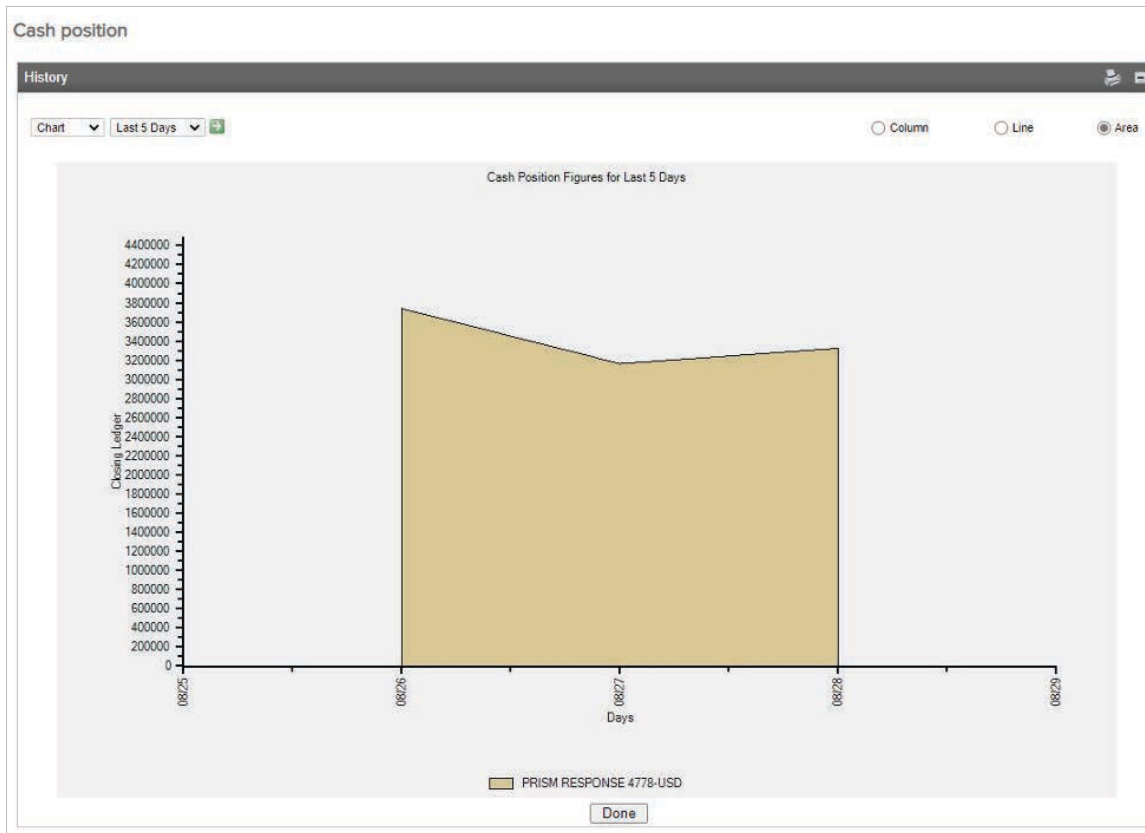 Cash position
History
Chart Last 5 Days
Column Line Area
Cash Position Figures for Last 5 Days
4400000
4200000
4000000
3800000
3600000
3400000
3200000
3000000
2800000
2600000
2400000
2200000
2000000
1800000
1600000
1400000
1200000
1000000
800000
600000
400000
200000
0
Closing Ledger
08/25 08/26 08/27 08/28 08/29
Days
PRISM RESPONSE 4778-USD
Done